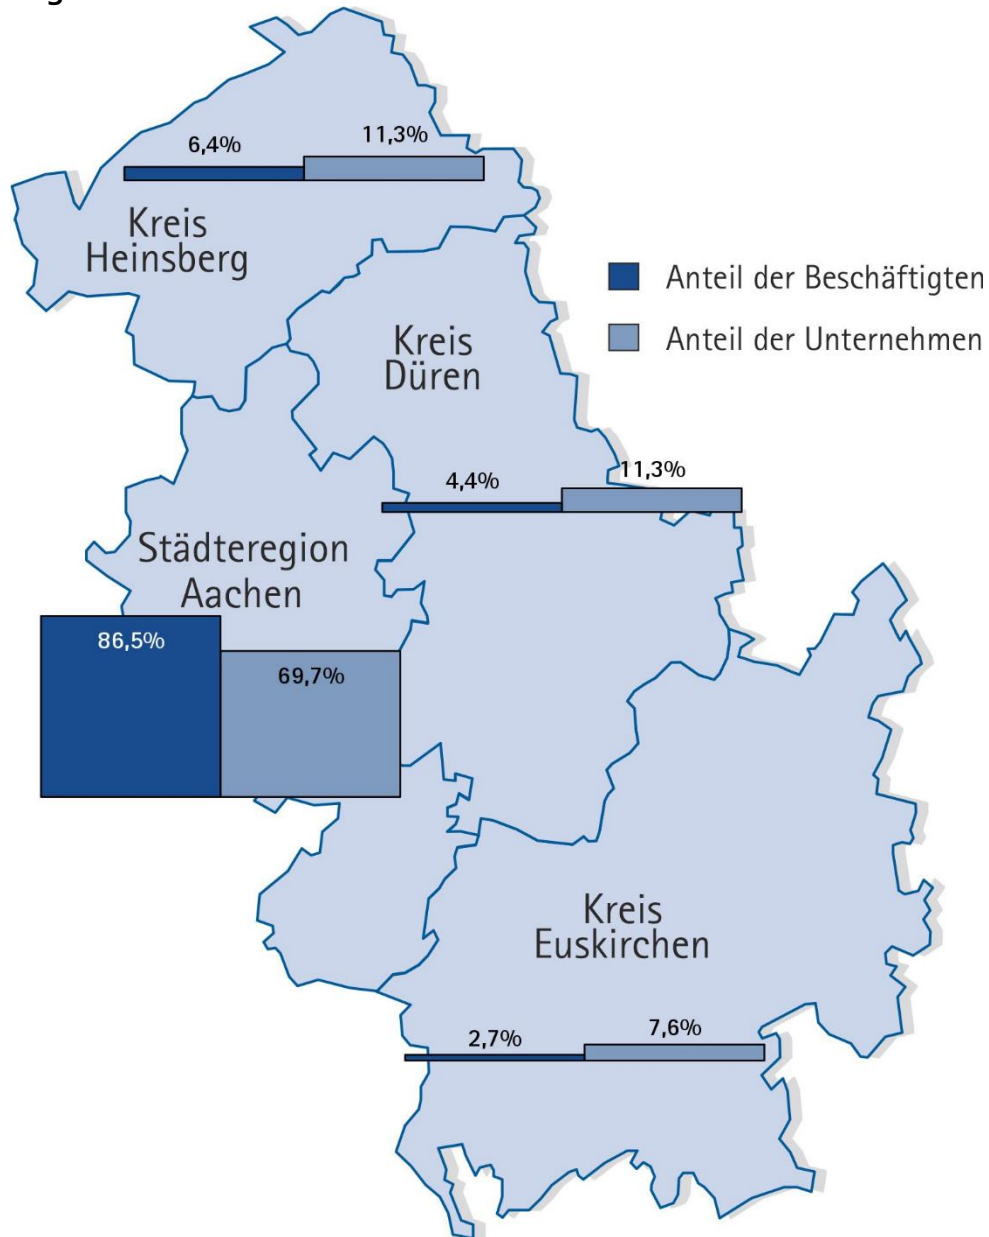 6,4%
11,3%
Kreis
Heinsberg
Anteil der Beschäftigten
Anteil der Unternehmen
Kreis
Düren
4,4%
11,3%
Städteregion
Aachen
86,5%
69,7%
Kreis
Euskirchen
2,7%
7,6%